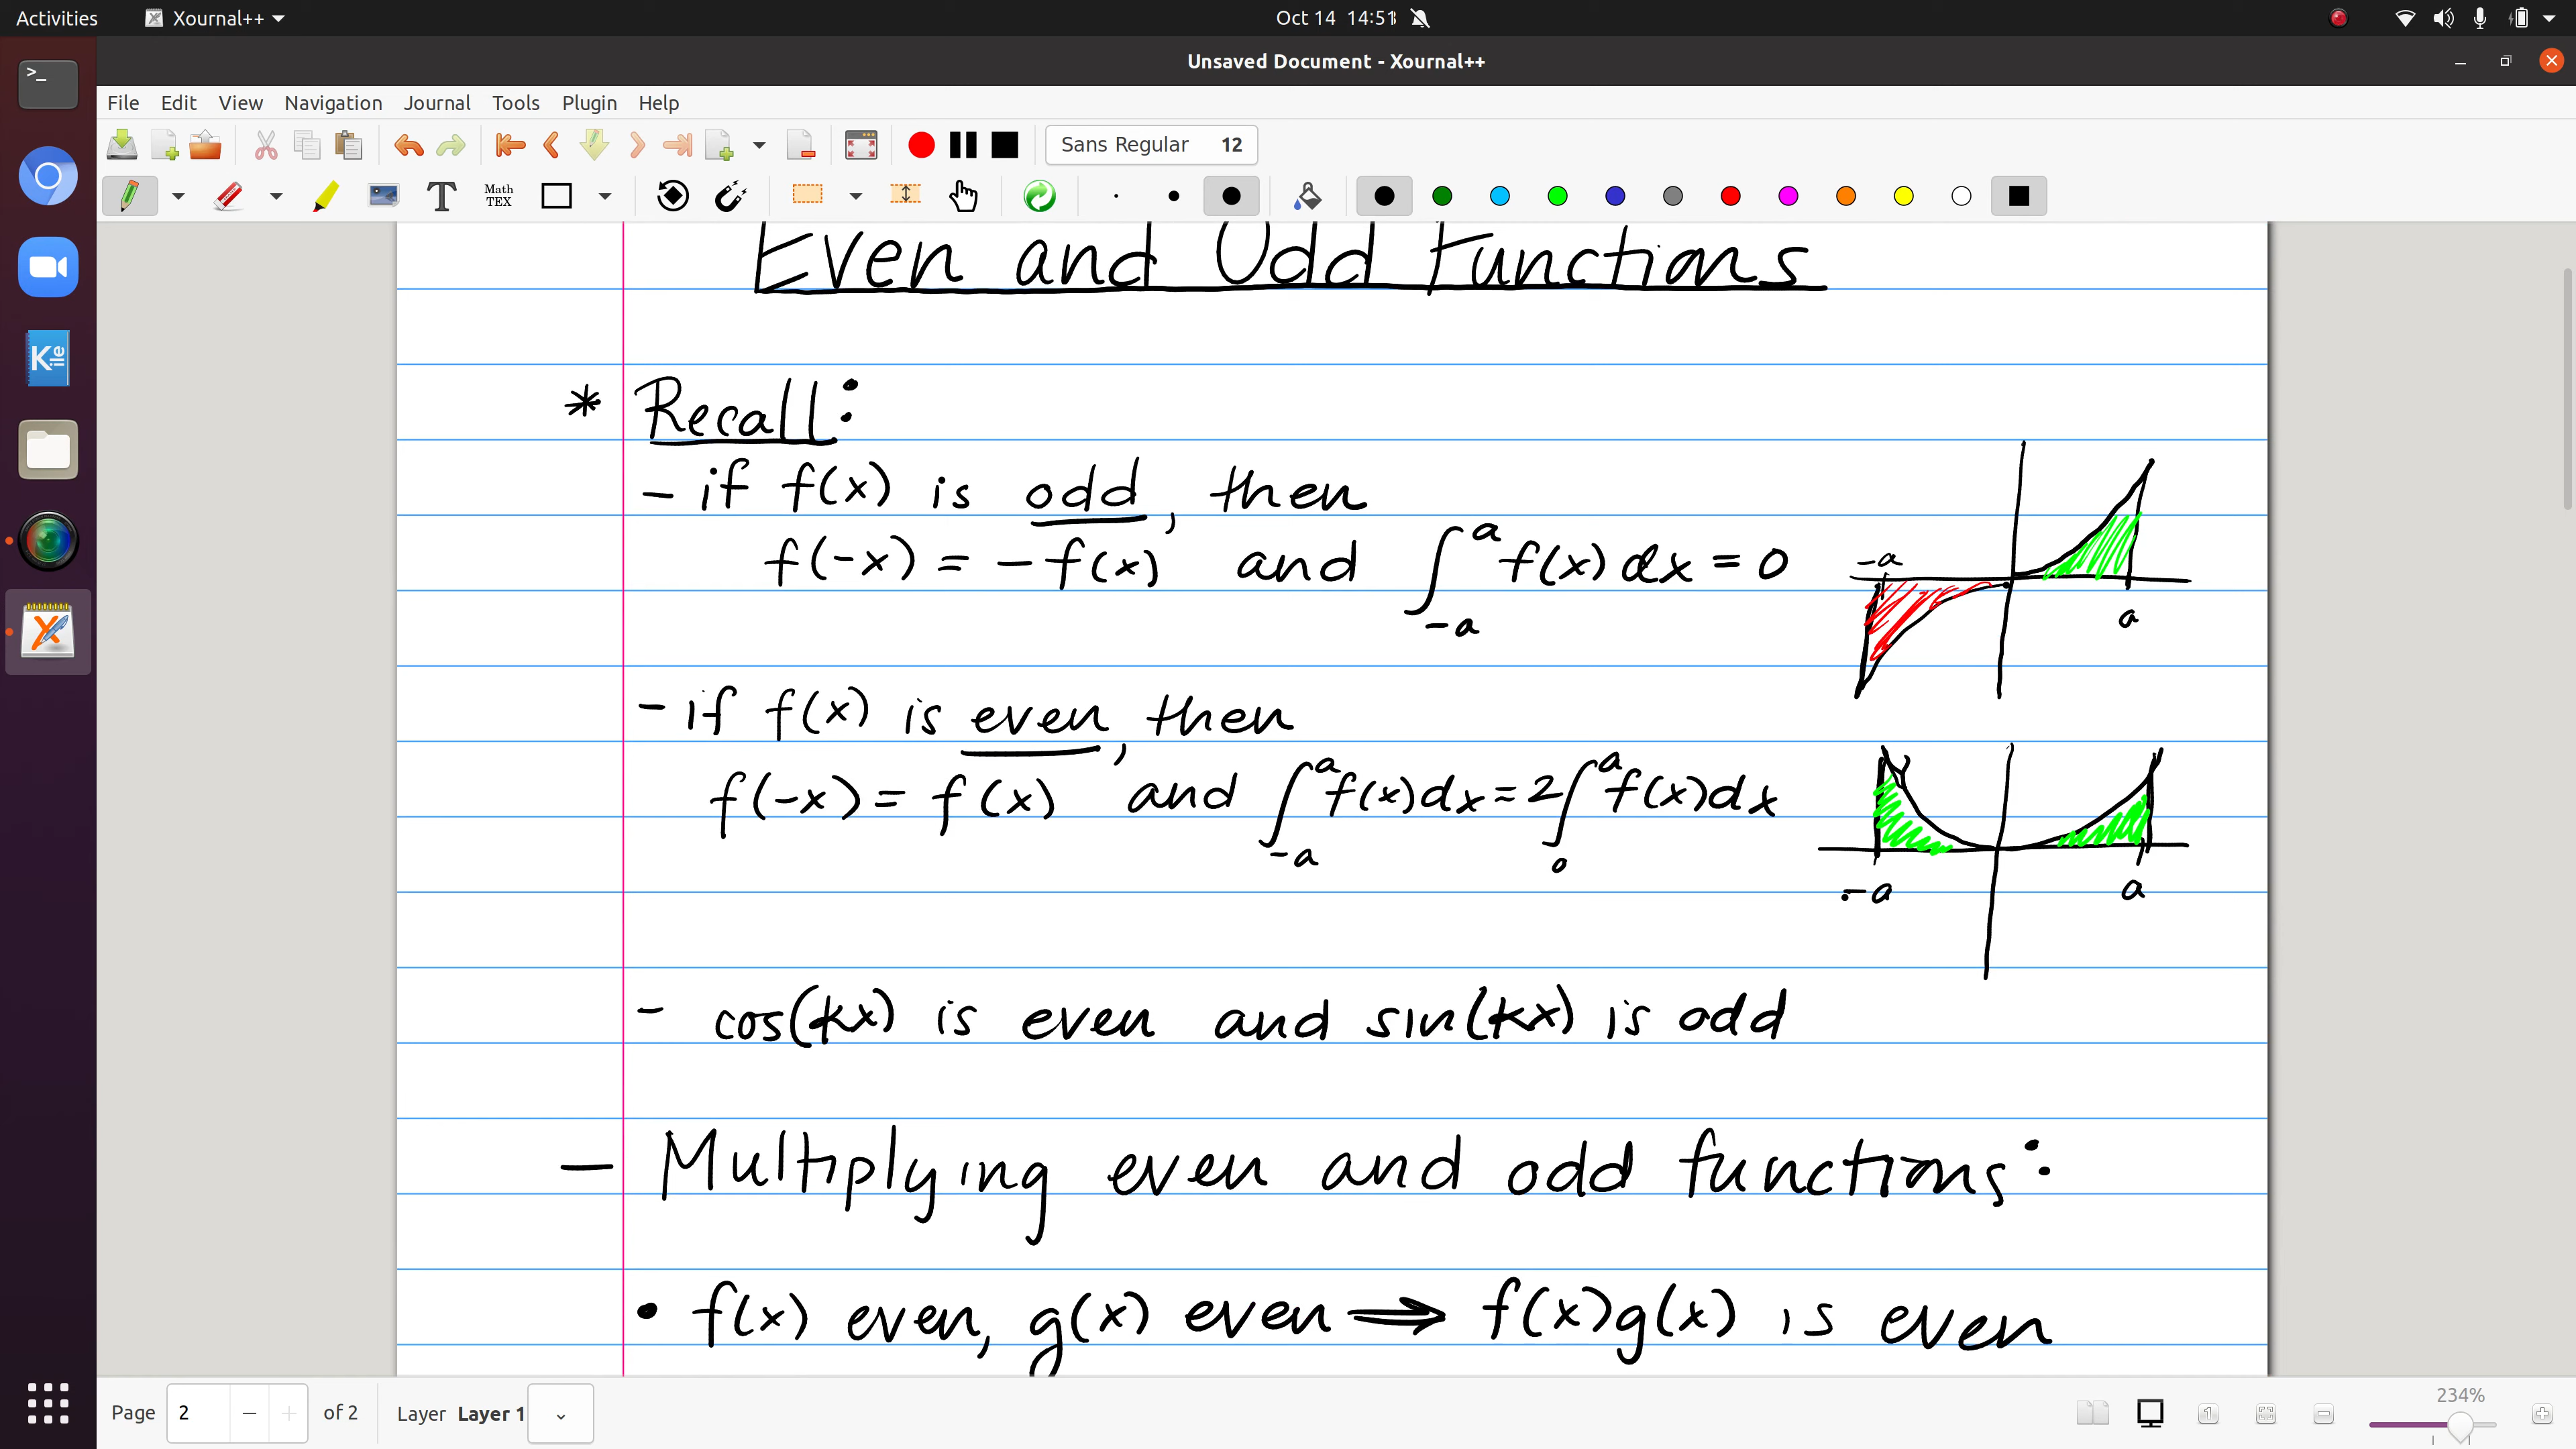 Activities Xournal++ Oct 14 14:51
Unsaved Document - Xournal++
File Edit View Navigation Journal Tools Plugin Help
Sans Regular 12
Math
TEX
Even and Odd Functions
* Recall:
- if f(x) is odd, then
f(-x) = -f(x) and ∫_{-a}^{a} f(x) dx = 0
-a
a
- if f(x) is even, then
f(-x) = f(x) and ∫_{-a}^{a} f(x)dx = 2∫_{0}^{a} f(x)dx
-a a
- cos(kx) is even and sin(kx) is odd
- Multiplying even and odd functions:
• f(x) even, g(x) even ⟹ f(x)g(x) is even
Page 2 of 2 Layer Layer 1 234%
>_
Kile
1